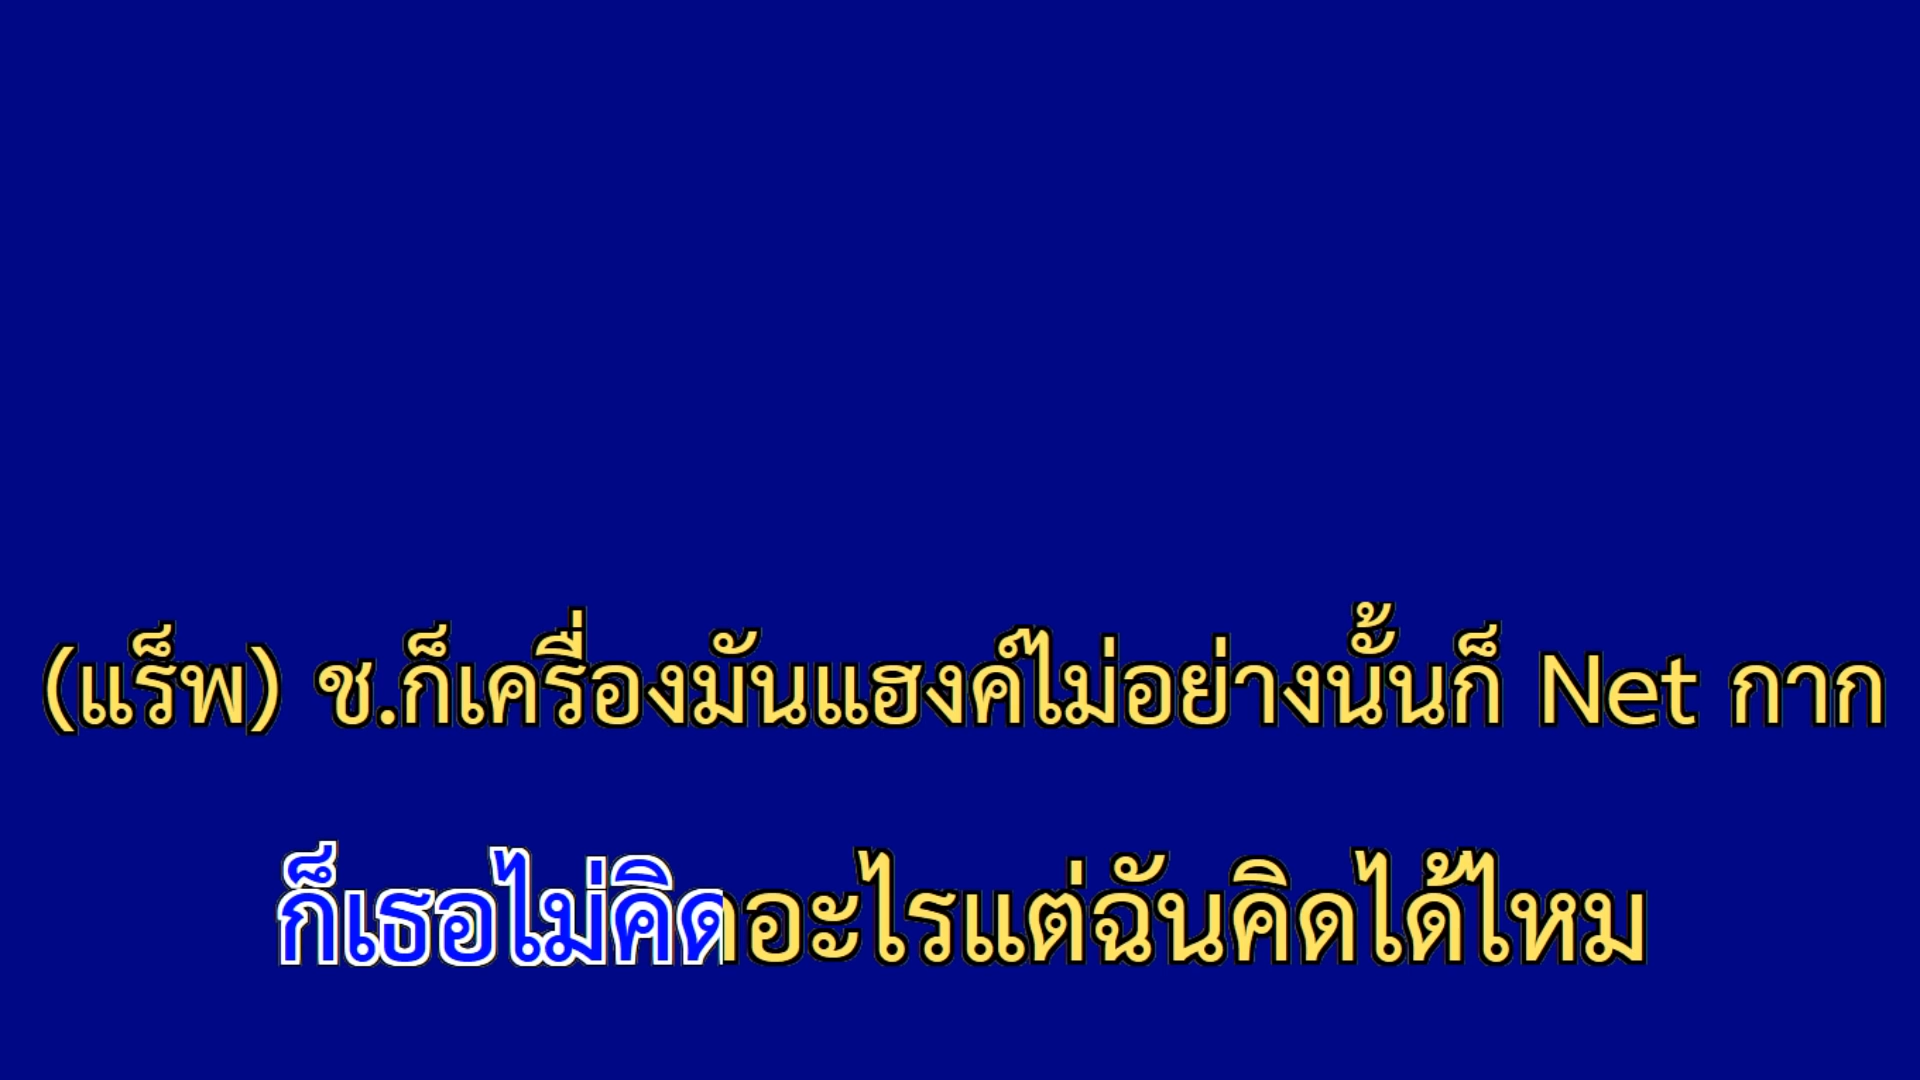 (แร็พ) ช.ก็เครื่องมันแฮงค์ไม่อย่างนั้นก็ Net กาก
ก็เธอไม่คิดอะไรแต่ฉันคิดได้ไหม